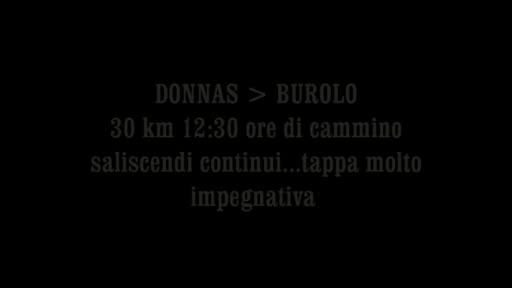 DONNAS > BUROLO
30 km 12:30 ore di cammino
saliscendi continui...tappa molto
impegnativa